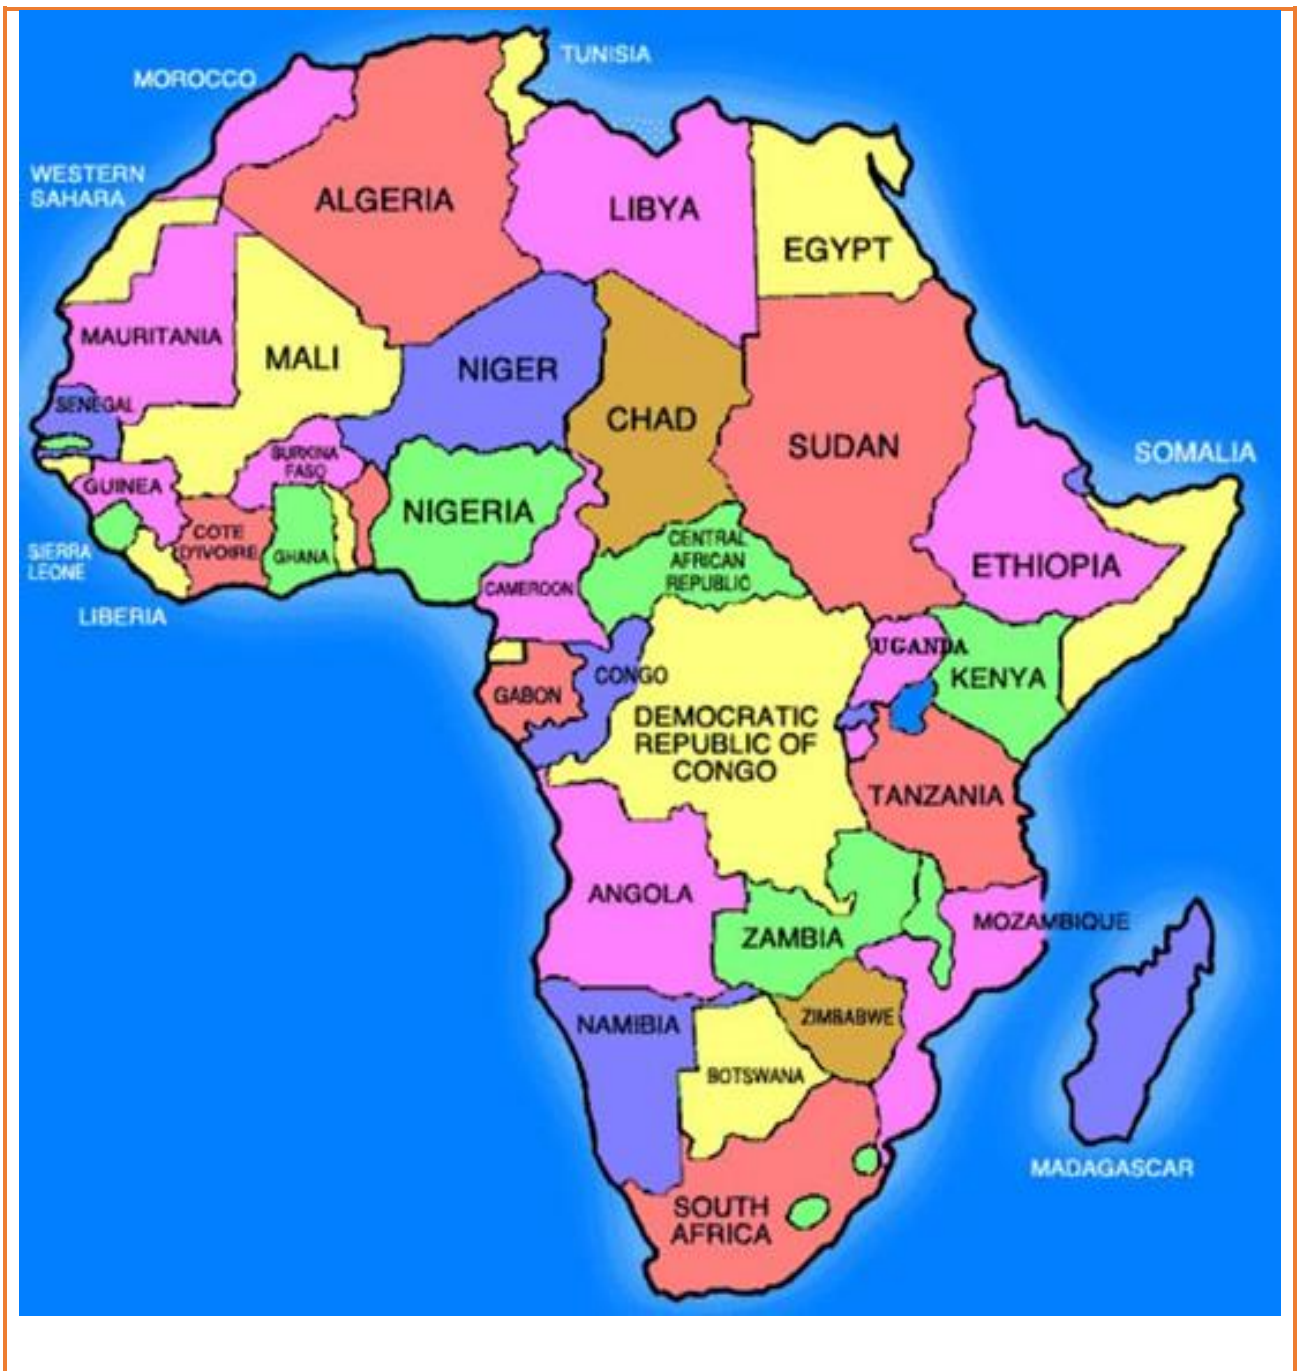 TUNISIA
MOROCCO
WESTERN
SAHARA
ALGERIA
LIBYA
EGYPT
MAURITANIA
MALI
NIGER
CHAD
SUDAN
SENEGAL
SOMALIA
BURKINA
FASO
GUINEA
NIGERIA
COTE
D'IVOIRE
GHANA
SIERRA
LEONE
LIBERIA
CENTRAL
AFRICAN
REPUBLIC
ETHIOPIA
CAMEROON
UGANDA
KENYA
CONGO
GABON
DEMOCRATIC
REPUBLIC OF
CONGO
TANZANIA
ANGOLA
ZAMBIA
MOZAMBIQUE
NAMIBIA
ZIMBABWE
BOTSWANA
MADAGASCAR
SOUTH
AFRICA